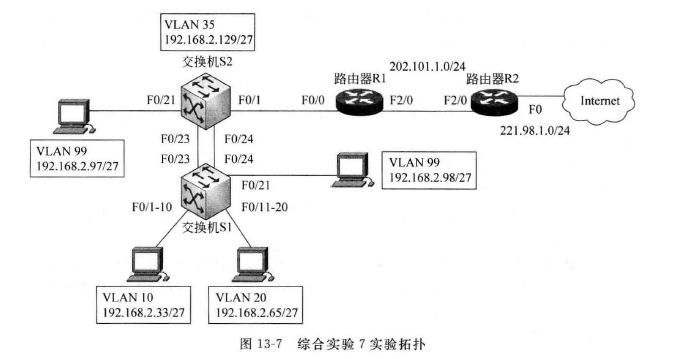 VLAN 35
192.168.2.129/27
交换机S2
202.101.1.0/24
路由器R1
路由器R2
F0/21
F0/1
F0/0
F2/0
F2/0
F0
Internet
221.98.1.0/24
VLAN 99
192.168.2.97/27
F0/23
F0/24
F0/23
F0/24
VLAN 99
192.168.2.98/27
F0/21
F0/1-10
交换机S1
F0/11-20
VLAN 10
192.168.2.33/27
VLAN 20
192.168.2.65/27
图 13-7 综合实验 7 实验拓扑